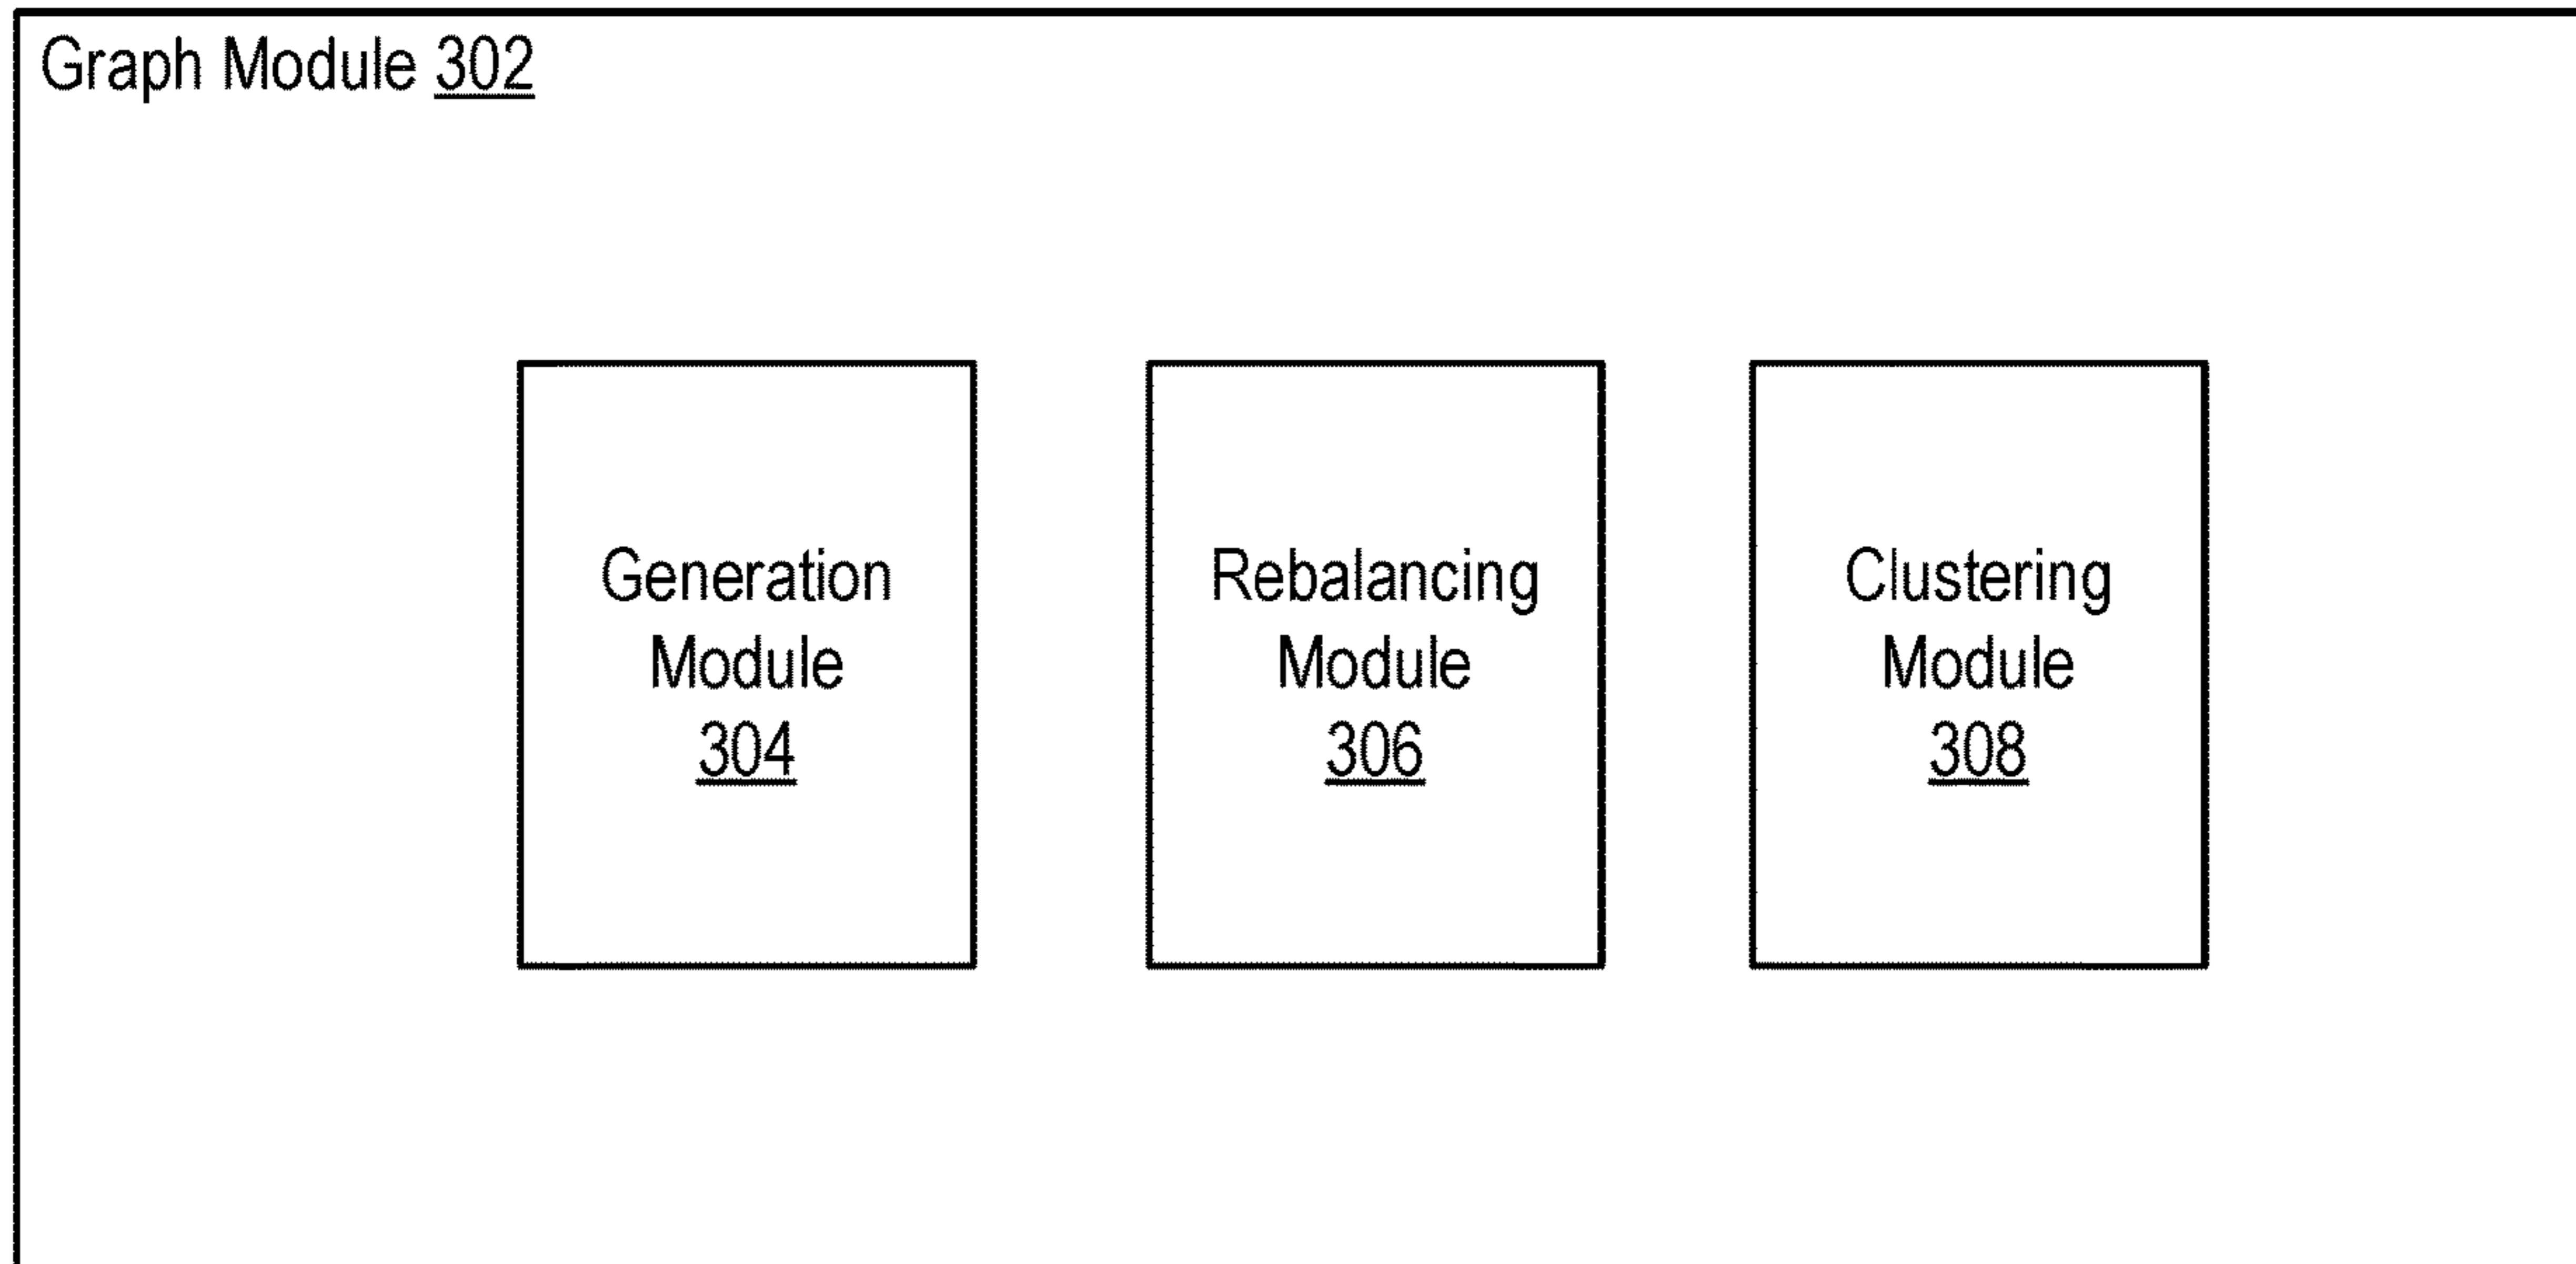 Graph Module 302
Generation
Module
304
Rebalancing
Module
306
Clustering
Module
308